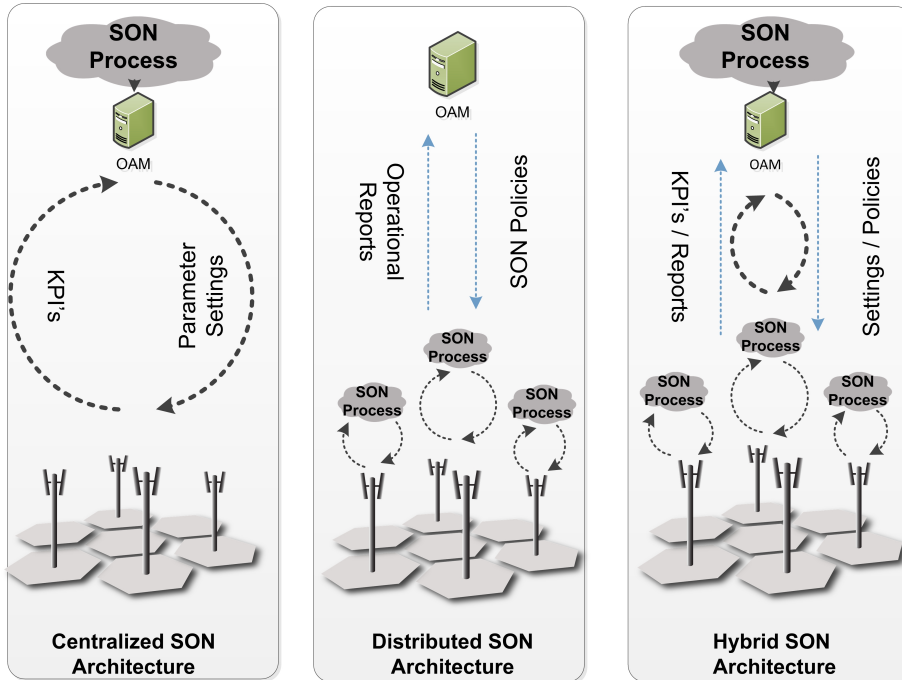 SON
Process
OAM
KPI's
Parameter
Settings
Centralized SON
Architecture
OAM
Operational
Reports
SON Policies
SON
Process
SON
Process
SON
Process
Distributed SON
Architecture
SON
Process
OAM
KPI's / Reports
Settings / Policies
SON
Process
SON
Process
SON
Process
Hybrid SON
Architecture